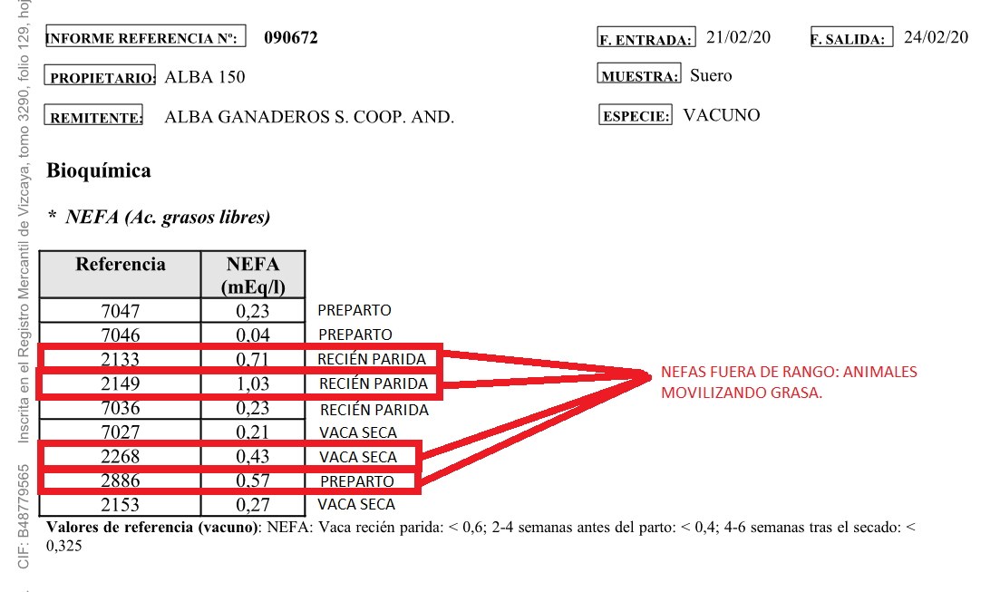 INFORME REFERENCIA Nº: 090672
F. ENTRADA: 21/02/20 F. SALIDA: 24/02/20
PROPIETARIO: ALBA 150
MUESTRA: Suero
REMITENTE: ALBA GANADEROS S. COOP. AND.
ESPECIE: VACUNO
Bioquímica
* NEFA (Ac. grasos libres)
Referencia NEFA
(mEq/l)
7047 0,23 PREPARTO
7046 0,04 PREPARTO
2133 0,71 RECIÉN PARIDA
2149 1,03 RECIÉN PARIDA
7036 0,23 RECIÉN PARIDA
7027 0,21 VACA SECA
2268 0,43 VACA SECA
2886 0,57 PREPARTO
2153 0,27 VACA SECA
NEFAS FUERA DE RANGO: ANIMALES
MOVILIZANDO GRASA.
Valores de referencia (vacuno): NEFA: Vaca recién parida: < 0,6; 2-4 semanas antes del parto: < 0,4; 4-6 semanas tras el secado: <
0,325
CIF: B48779565 Inscrita en el Registro Mercantil de Vizcaya, tomo 3290, folio 129,